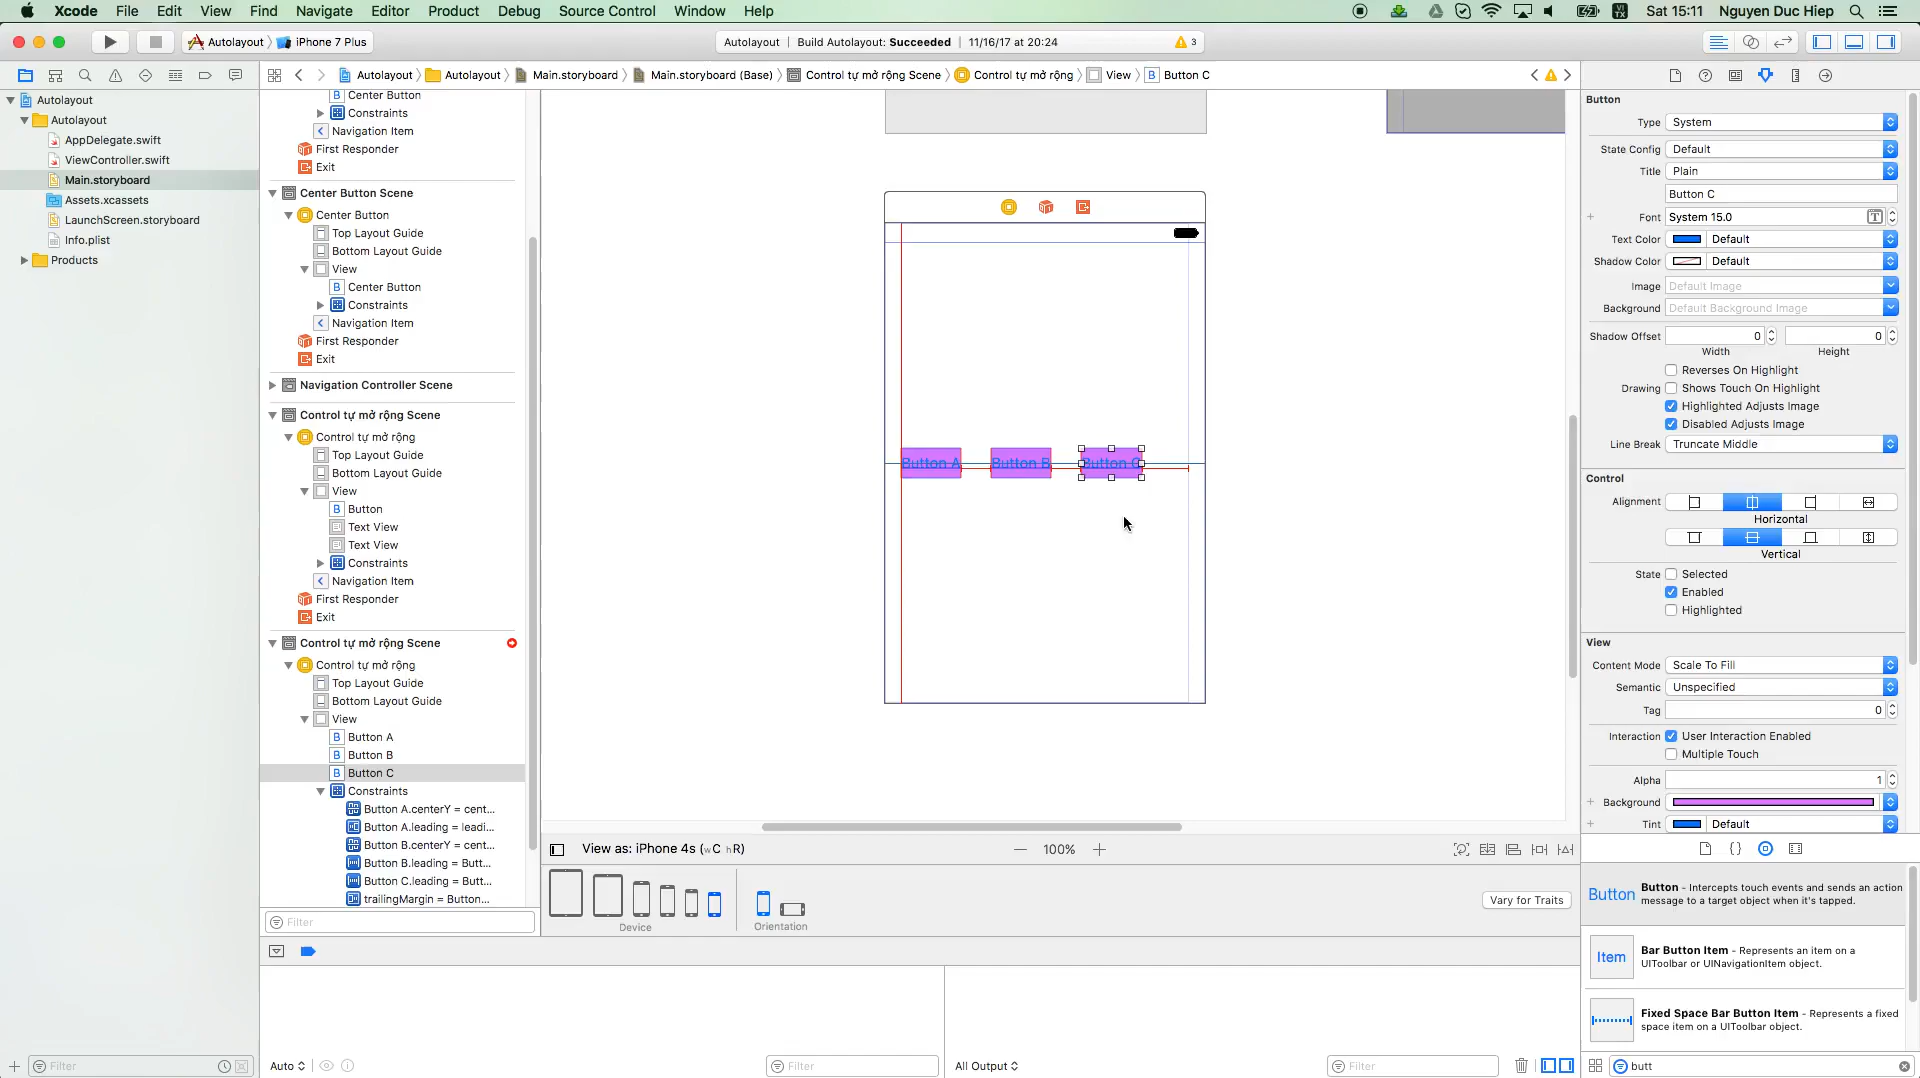 Xcode File Edit View Find Navigate Editor Product Debug Source Control Window Help
VI TX Sat 15:11 Nguyen Duc Hiep
Autolayout iPhone 7 Plus
Autolayout | Build Autolayout: Succeeded | 11/16/17 at 20:24 3
Autolayout Autolayout Main.storyboard Main.storyboard (Base) Control tự mở rộng Scene Control tự mở rộng View B Button C
Autolayout
Autolayout
AppDelegate.swift
ViewController.swift
Main.storyboard
Assets.xcassets
LaunchScreen.storyboard
Info.plist
Products
Filter
B Center Button
Constraints
Navigation Item
First Responder
Exit
Center Button Scene
Center Button
Top Layout Guide
Bottom Layout Guide
View
B Center Button
Constraints
Navigation Item
First Responder
Exit
Navigation Controller Scene
Control tự mở rộng Scene
Control tự mở rộng
Top Layout Guide
Bottom Layout Guide
View
B Button
Text View
Text View
Constraints
Navigation Item
First Responder
Exit
Control tự mở rộng Scene
Control tự mở rộng
Top Layout Guide
Bottom Layout Guide
View
B Button A
B Button B
B Button C
Constraints
Button A.centerY = cent...
Button A.leading = leadi...
Button B.centerY = cent...
Button B.leading = Butt...
Button C.leading = Butt...
trailingMargin = Button...
Filter
Button A Button B Button C
View as: iPhone 4s (wC hR)
100%
Device
Orientation
Vary for Traits
Auto
Filter
All Output
Filter
Button
Type System
State Config Default
Title Plain
Button C
Font System 15.0
Text Color Default
Shadow Color Default
Image Default Image
Background Default Background Image
Shadow Offset 0 0
Width Height
Reverses On Highlight
Drawing Shows Touch On Highlight
Highlighted Adjusts Image
Disabled Adjusts Image
Line Break Truncate Middle
Control
Alignment
Horizontal
Vertical
State Selected
Enabled
Highlighted
View
Content Mode Scale To Fill
Semantic Unspecified
Tag 0
Interaction User Interaction Enabled
Multiple Touch
Alpha 1
Background
Tint Default
Button Button - Intercepts touch events and sends an action
message to a target object when it's tapped.
Item Bar Button Item - Represents an item on a
UIToolbar or UINavigationItem object.
Fixed Space Bar Button Item - Represents a fixed
space item on a UIToolbar object.
butt